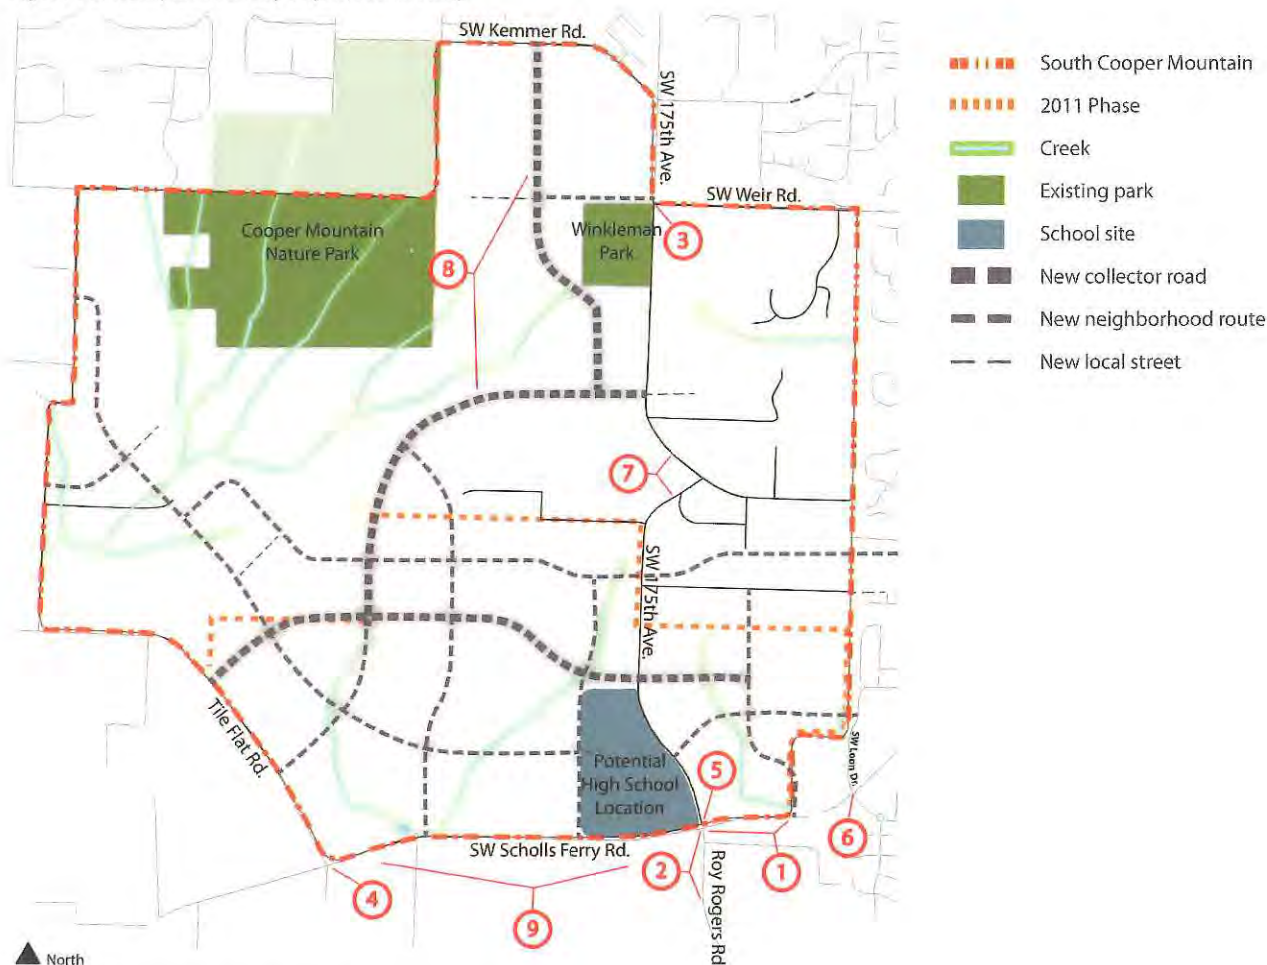 SW Kemmer Rd.
SW 175th Ave.
SW Weir Rd.
Cooper Mountain
Nature Park
Winkleman
Park
3
8
7
SW 175th Ave.
Tile Flat Rd.
Potential
High School
Location
SW Loon Dr.
5
6
SW Scholls Ferry Rd.
2
1
Roy Rogers Rd
4
9
North
South Cooper Mountain
2011 Phase
Creek
Existing park
School site
New collector road
New neighborhood route
New local street